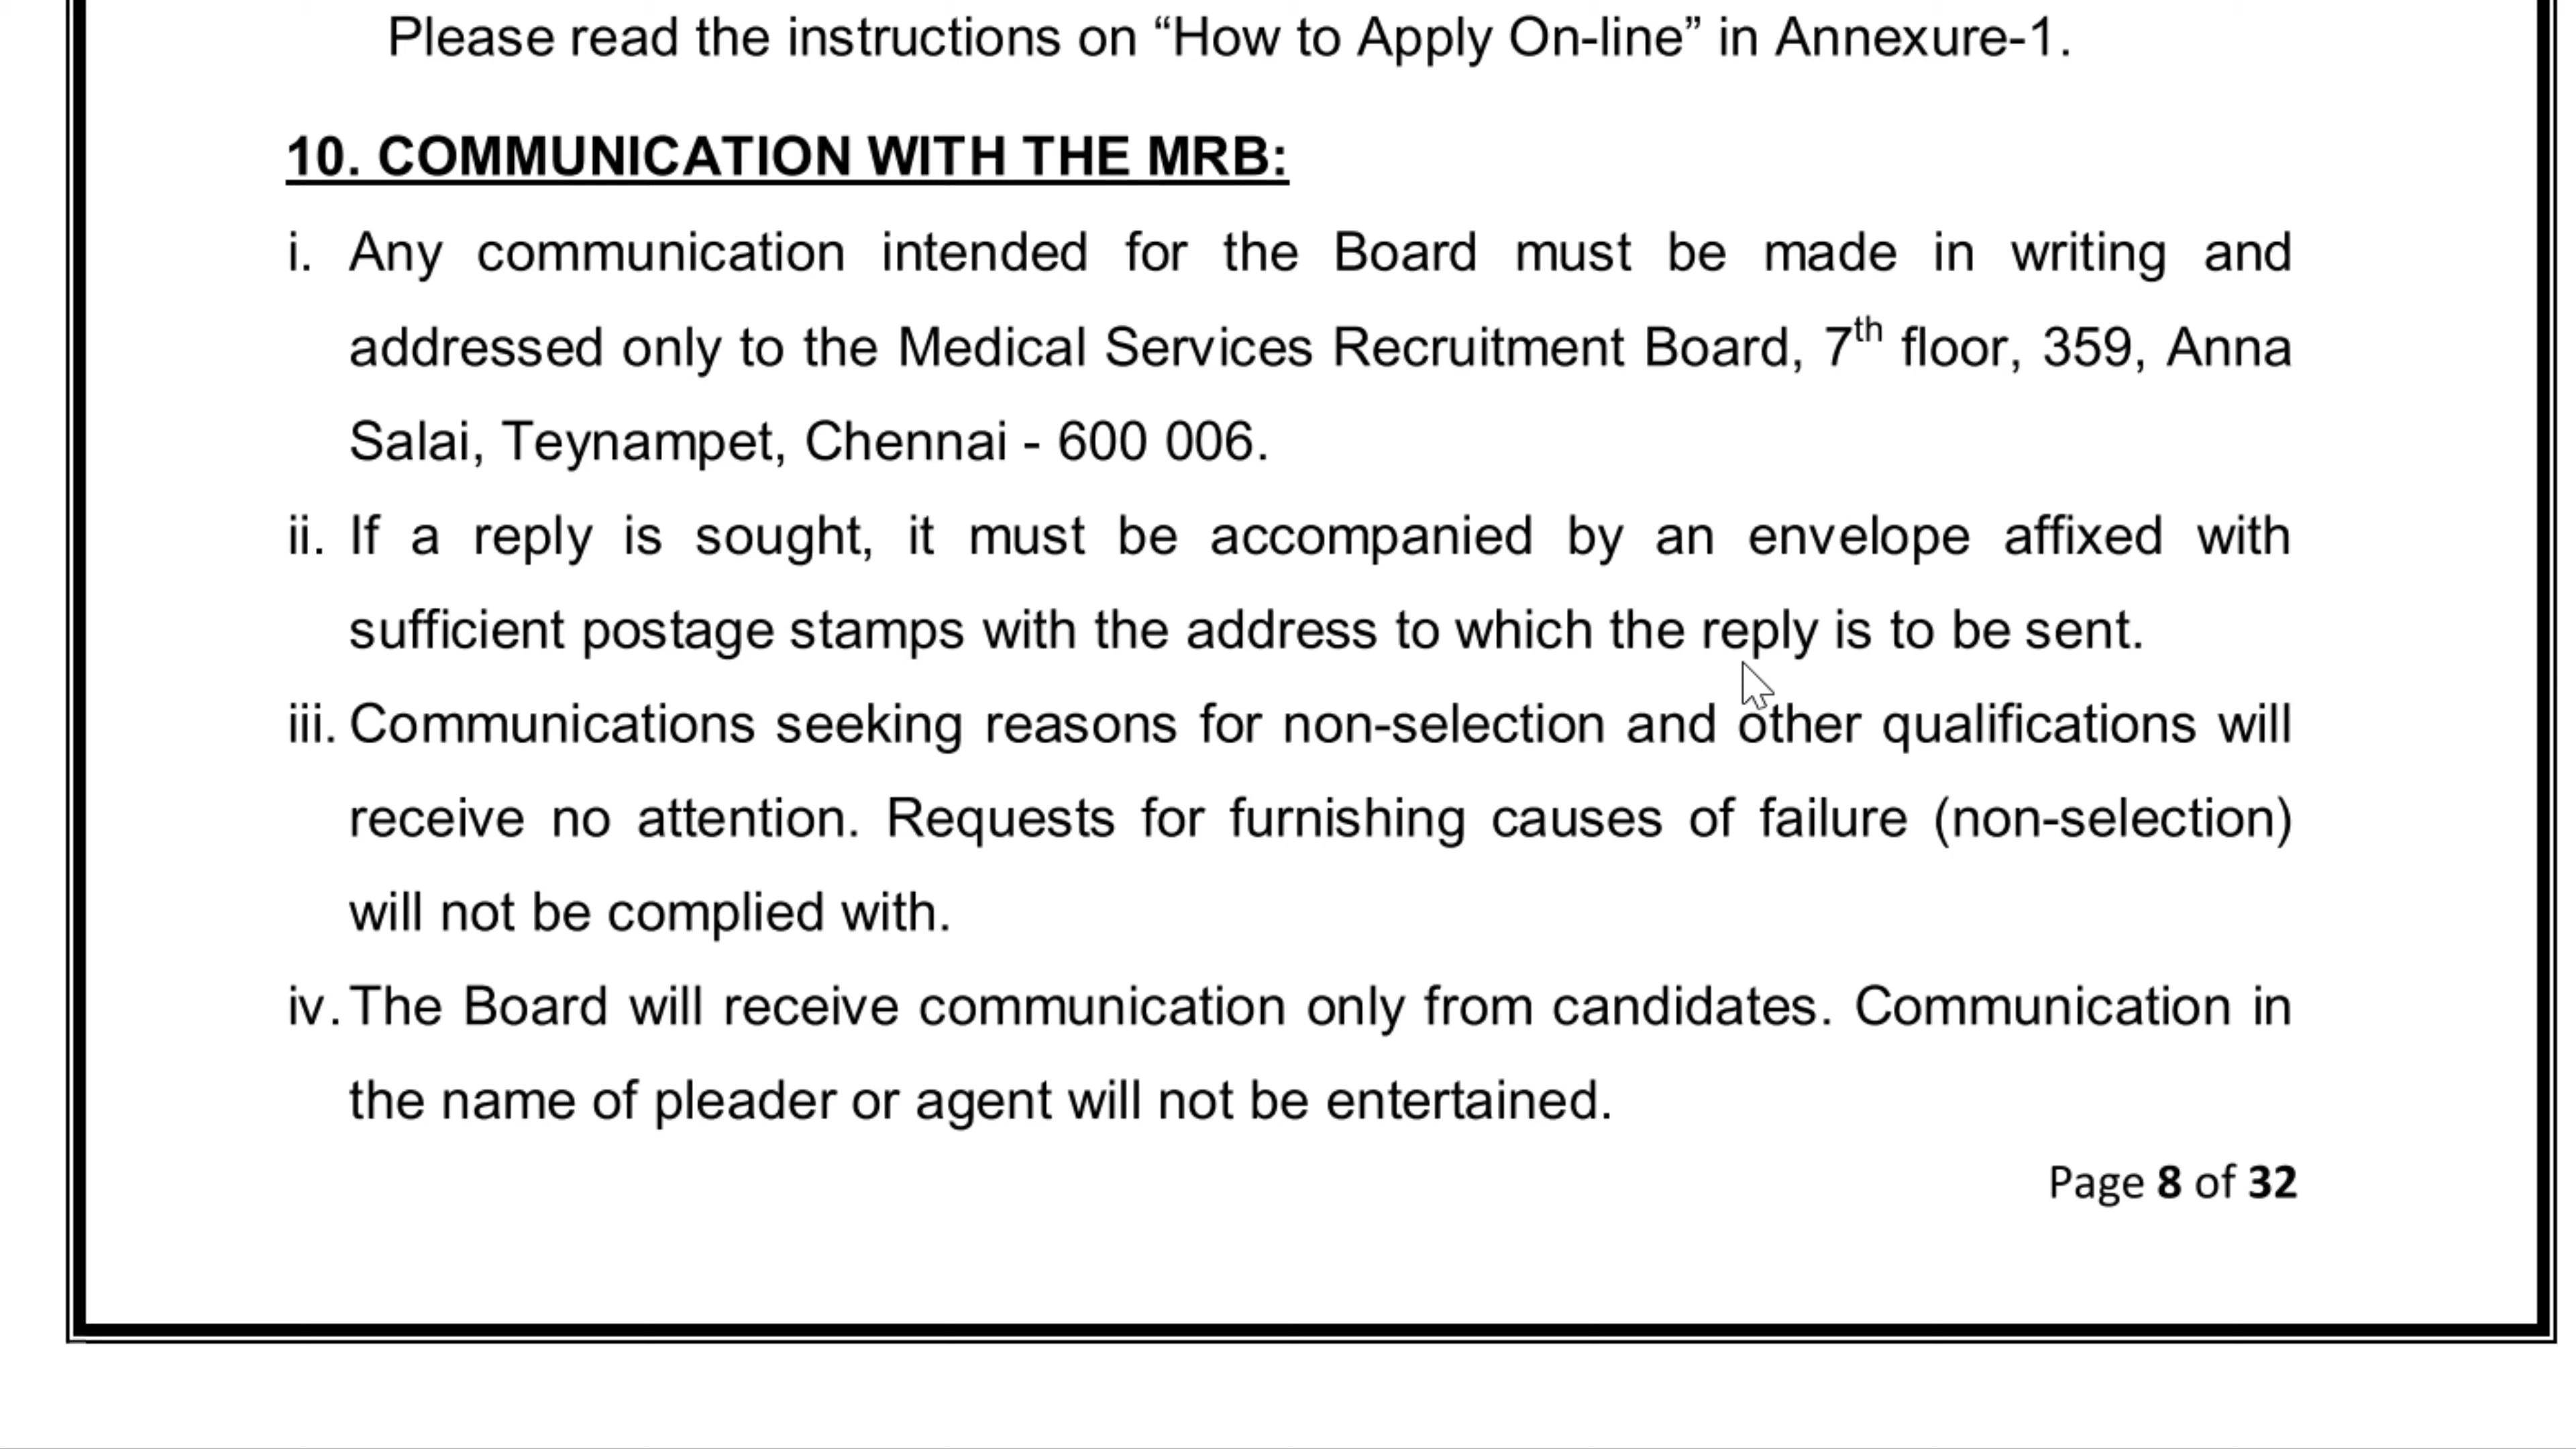 Please read the instructions on “How to Apply On-line” in Annexure-1.
10. COMMUNICATION WITH THE MRB:
i. Any communication intended for the Board must be made in writing and
addressed only to the Medical Services Recruitment Board, 7th floor, 359, Anna
Salai, Teynampet, Chennai - 600 006.
ii. If a reply is sought, it must be accompanied by an envelope affixed with
sufficient postage stamps with the address to which the reply is to be sent.
iii. Communications seeking reasons for non-selection and other qualifications will
receive no attention. Requests for furnishing causes of failure (non-selection)
will not be complied with.
iv. The Board will receive communication only from candidates. Communication in
the name of pleader or agent will not be entertained.
Page 8 of 32